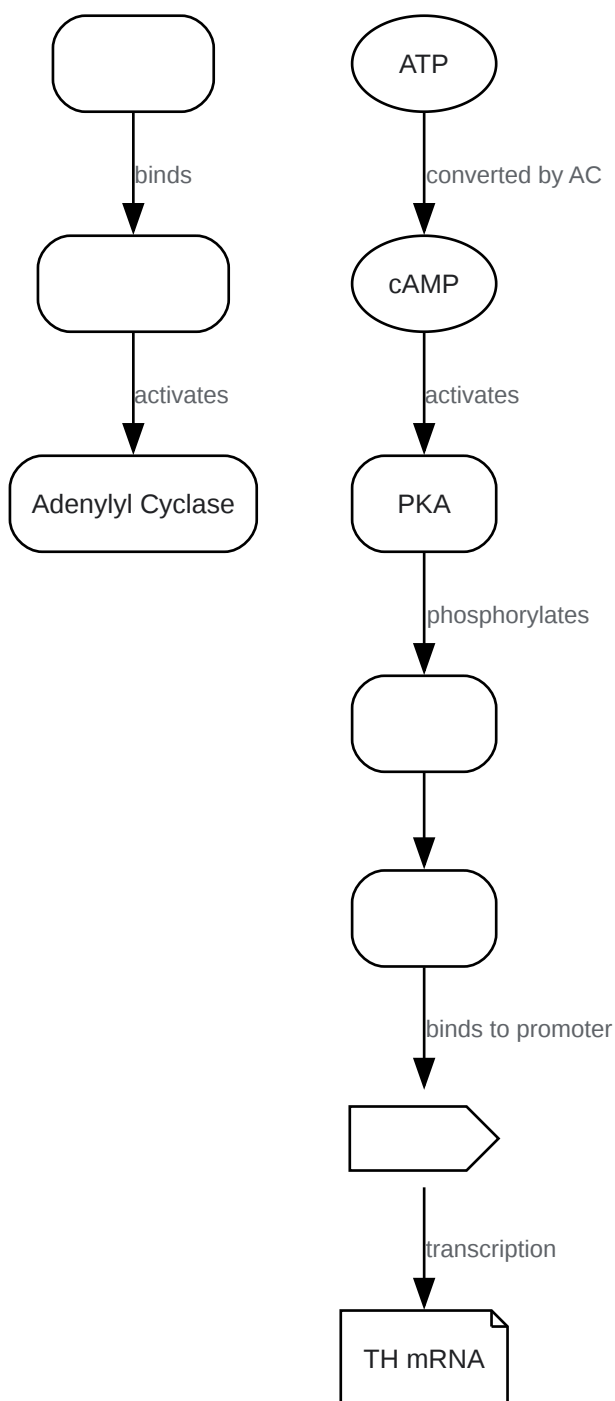 ATP
binds
converted by AC
cAMP
activates
activates
Adenylyl Cyclase
PKA
phosphorylates
binds to promoter
transcription
TH mRNA